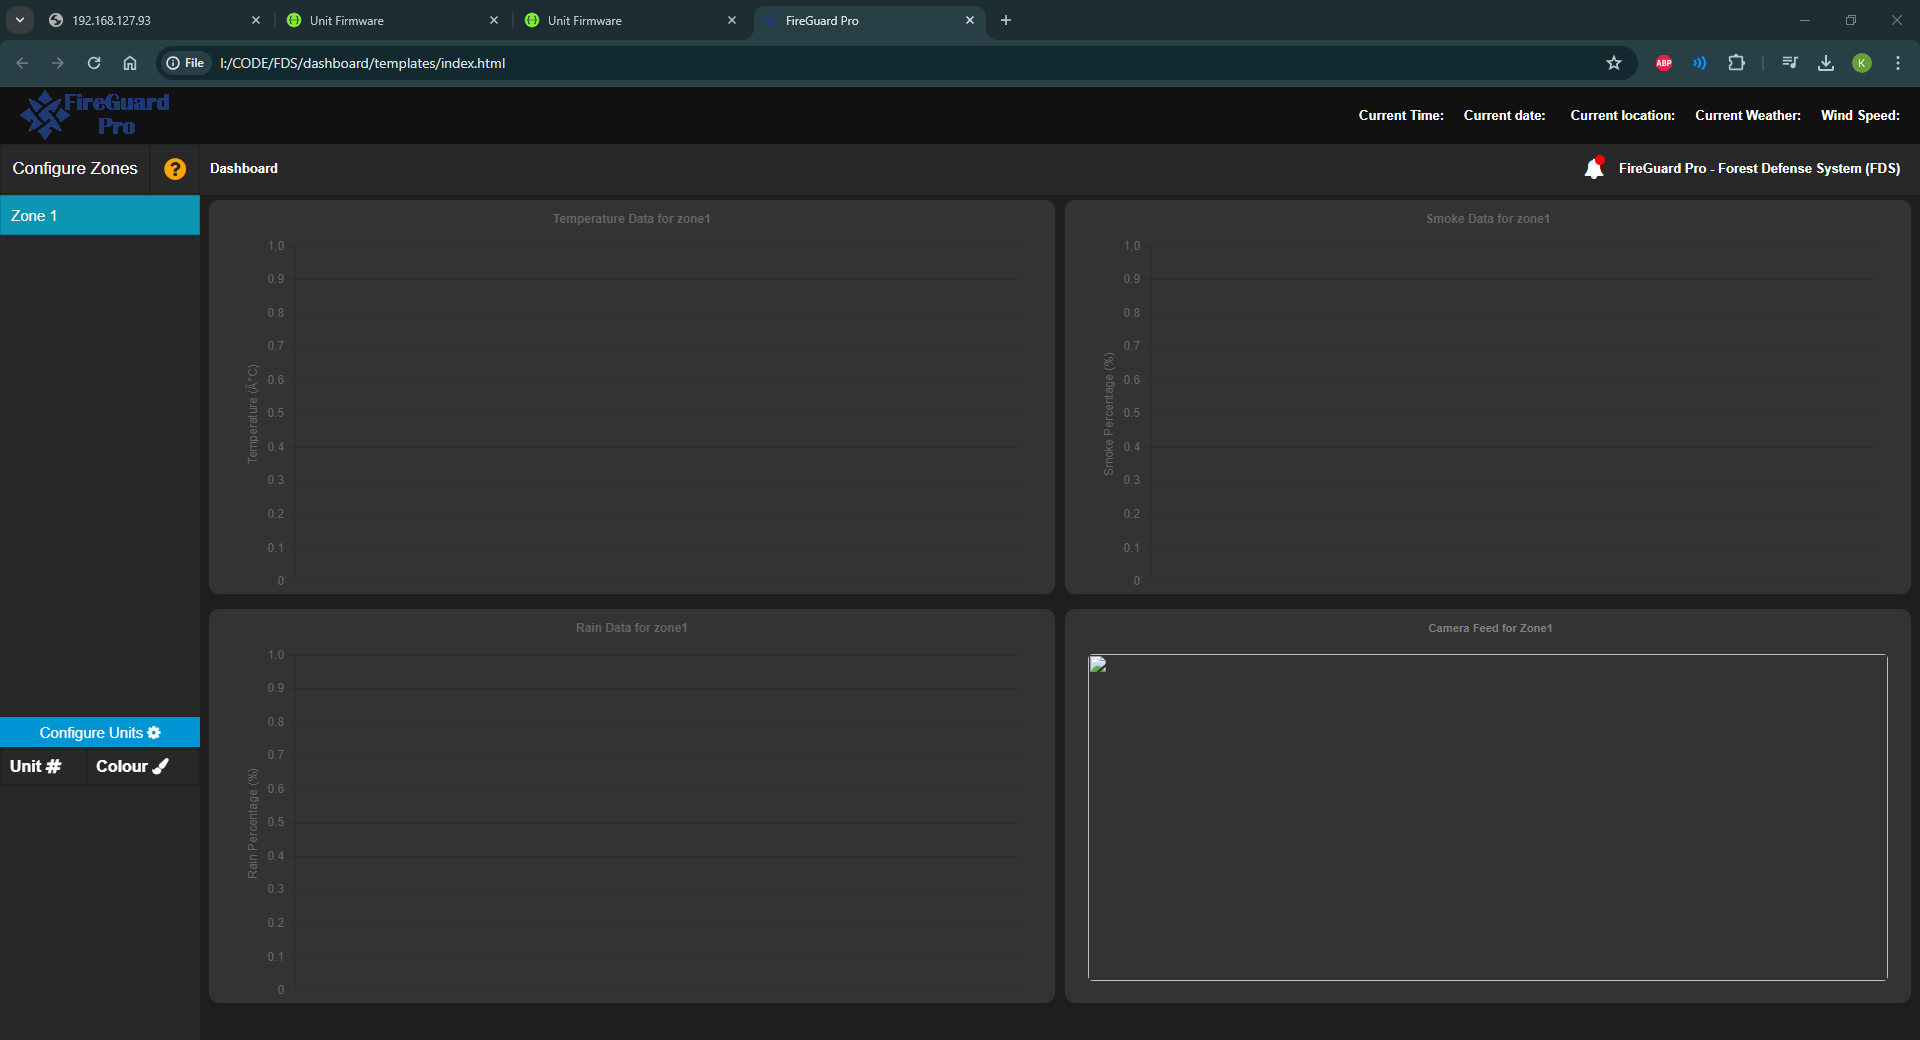 192.168.127.93
Unit Firmware
Unit Firmware
FireGuard Pro
File
I:/CODE/FDS/dashboard/templates/index.html
ABP
K
FireGuard
Pro
Current Time:
Current date:
Current location:
Current Weather:
Wind Speed:
Configure Zones
?
Dashboard
FireGuard Pro - Forest Defense System (FDS)
Zone 1
Temperature Data for zone1
1.0
0.9
0.8
0.7
0.6
0.5
0.4
0.3
0.2
0.1
0
Temperature (Â°C)
Smoke Data for zone1
1.0
0.9
0.8
0.7
0.6
0.5
0.4
0.3
0.2
0.1
0
Smoke Percentage (%)
Rain Data for zone1
1.0
0.9
0.8
0.7
0.6
0.5
0.4
0.3
0.2
0.1
0
Rain Percentage (%)
Camera Feed for Zone1
Configure Units
Unit #
Colour